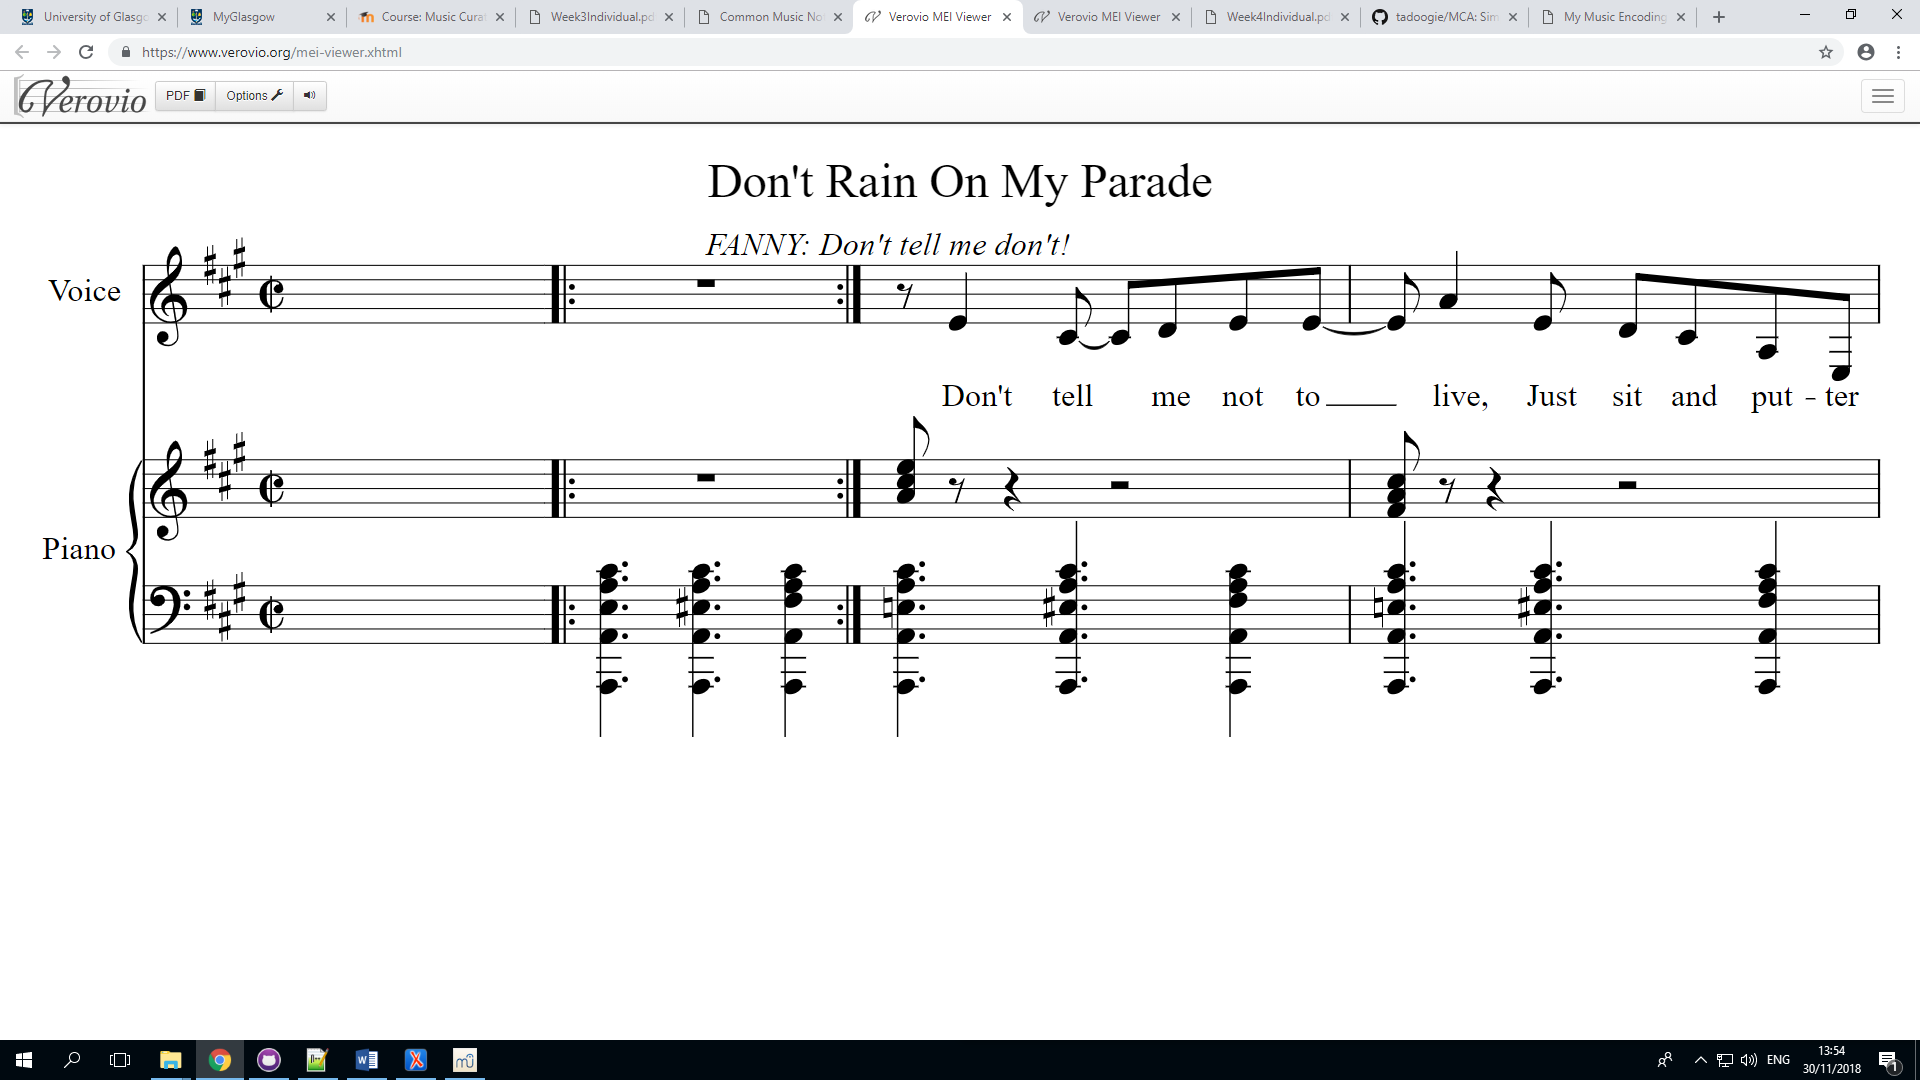 University of Glasgo
MyGlasgow
Course: Music Curat
Week3Individual.pd
Common Music No
Verovio MEI Viewer
Verovio MEI Viewer
Week4Individual.pd
tadoogie/MCA: Sim
My Music Encoding
https://www.verovio.org/mei-viewer.xhtml
Verovio
PDF
Options
Don't Rain On My Parade
FANNY: Don't tell me don't!
Voice
Don't tell me not to live, Just sit and put - ter
Piano
ENG
13:54
30/11/2018
1